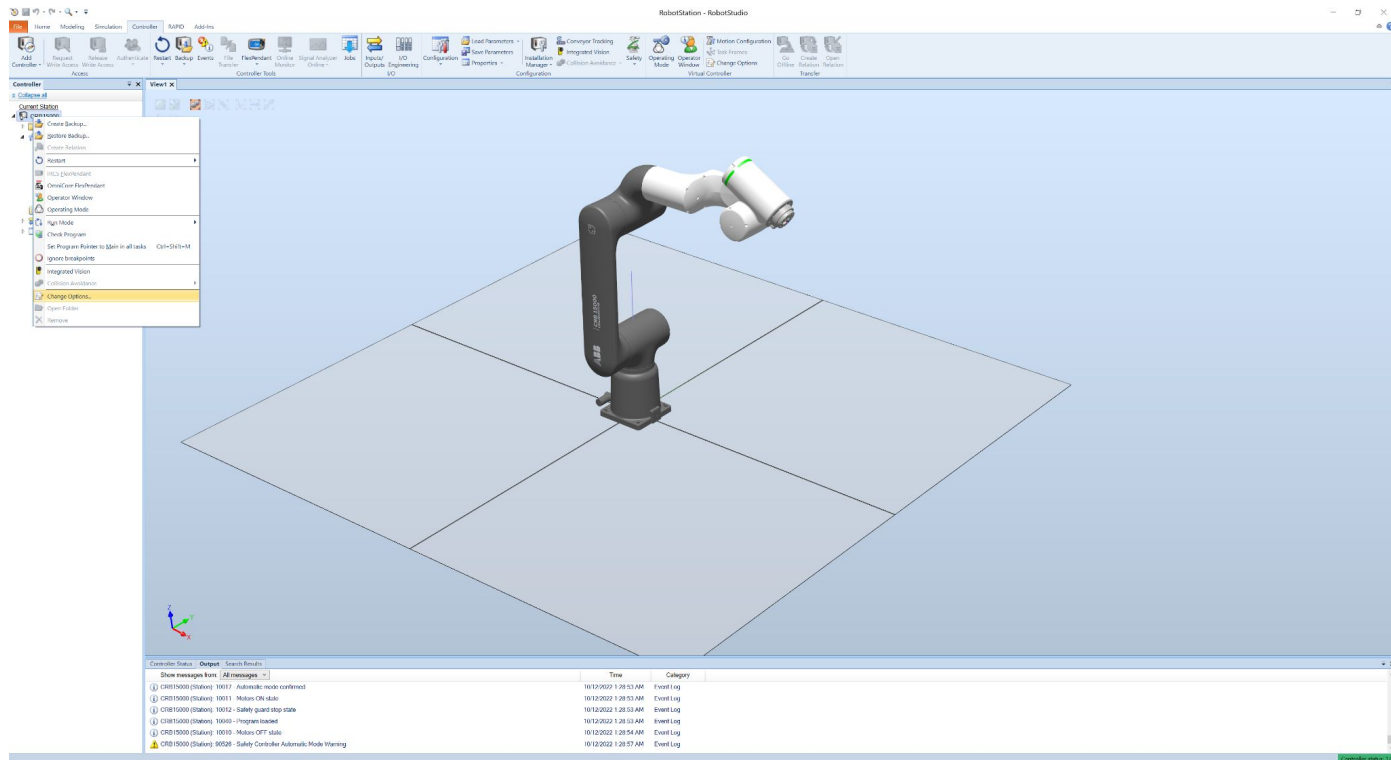 RobotStation - RobotStudio
File Home Modeling Simulation Controller RAPID Add-Ins
Add Controller
Request Write Access
Release Write Access
Authenticate
Restart
Backup
Events
File Transfer
FlexPendant
Online Monitor
Signal Analyzer Online
Jobs
Inputs/ Outputs
I/O Engineering
Configuration
Load Parameters
Save Parameters
Properties
Installation Manager
Conveyor Tracking
Integrated Vision
Collision Avoidance
Safety
Operating Mode
Operator Window
Motion Configuration
Task Frames
Change Options
Go Offline
Create Relation
Open Relation
Access
Controller Tools
I/O
Configuration
Virtual Controller
Transfer
Controller
View1
Collapse all
Current Station
CRB15000
Create Backup...
Restore Backup...
Create Relation
Restart
IRC5 FlexPendant
OmniCore FlexPendant
Operator Window
Operating Mode
Run Mode
Check Program
Set Program Pointer to Main in all tasks Ctrl+Shift+M
Ignore breakpoints
Integrated Vision
Collision Avoidance
Change Options...
Open Folder
Remove
ABB
CRB 15000
Z
Y
X
Controller Status Output Search Results
Show messages from: All messages Time Category
CRB15000 (Station): 10017 - Automatic mode confirmed 10/12/2022 1:28:53 AM Event Log
CRB15000 (Station): 10011 - Motors ON state 10/12/2022 1:28:53 AM Event Log
CRB15000 (Station): 10012 - Safety guard stop state 10/12/2022 1:28:53 AM Event Log
CRB15000 (Station): 10040 - Program loaded 10/12/2022 1:28:53 AM Event Log
CRB15000 (Station): 10010 - Motors OFF state 10/12/2022 1:28:54 AM Event Log
CRB15000 (Station): 90526 - Safety Controller Automatic Mode Warning 10/12/2022 1:28:57 AM Event Log
Controller status: